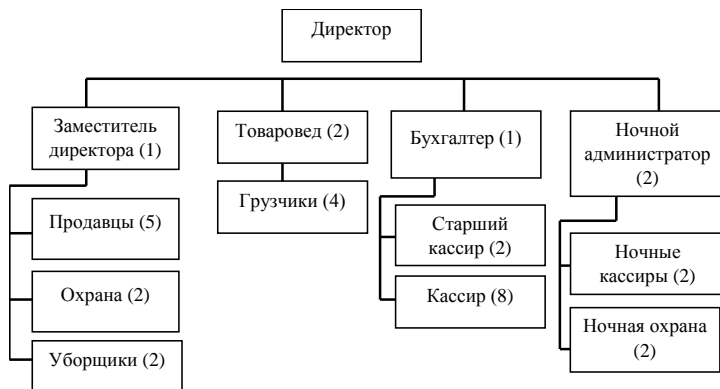 Директор
Заместитель
директора (1)
Товаровед (2)
Бухгалтер (1)
Ночной
администратор
(2)
Продавцы (5)
Охрана (2)
Уборщики (2)
Грузчики (4)
Старший
кассир (2)
Кассир (8)
Ночные
кассиры (2)
Ночная охрана
(2)